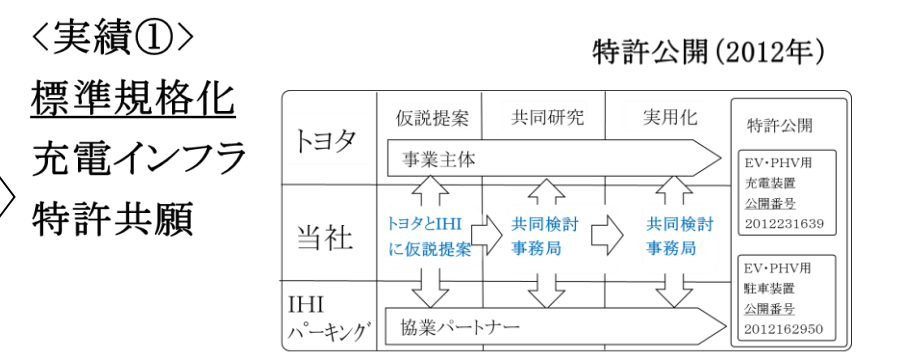 〈実績①〉
標準規格化
充電インフラ
特許共願
特許公開(2012年)
仮説提案
共同研究
実用化
特許公開
トヨタ
事業主体
当社
トヨタとIHI
に仮説提案
共同検討
事務局
共同検討
事務局
IHI
パーキング
協業パートナー
EV・PHV用
充電装置
公開番号
2012231639
EV・PHV用
駐車装置
公開番号
2012162950